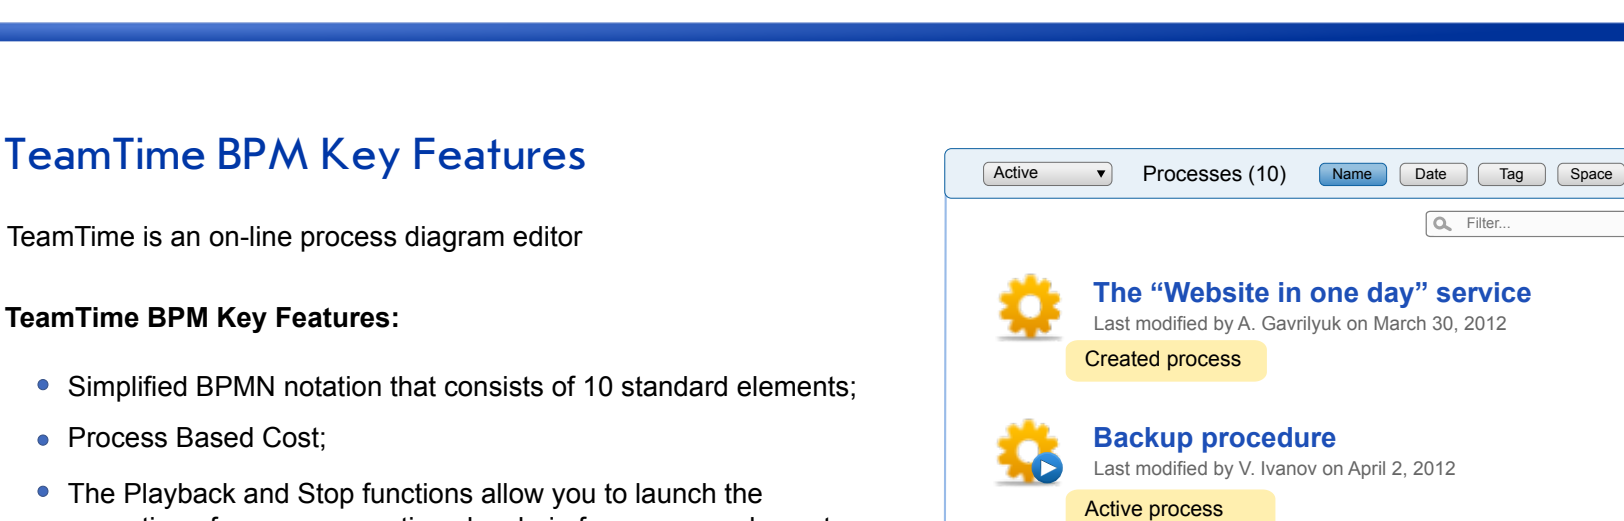 TeamTime BPM Key Features
TeamTime is an on-line process diagram editor
TeamTime BPM Key Features:
Simplified BPMN notation that consists of 10 standard elements;
Process Based Cost;
The Playback and Stop functions allow you to launch the
Active ▼ Processes (10) Name Date Tag Space
Filter...
The “Website in one day” service
Last modified by A. Gavrilyuk on March 30, 2012
Created process
Backup procedure
Last modified by V. Ivanov on April 2, 2012
Active process